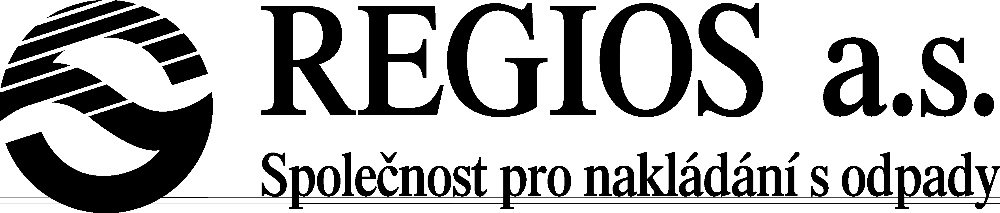 REGIOS a.s.
Společnost pro nakládání s odpady